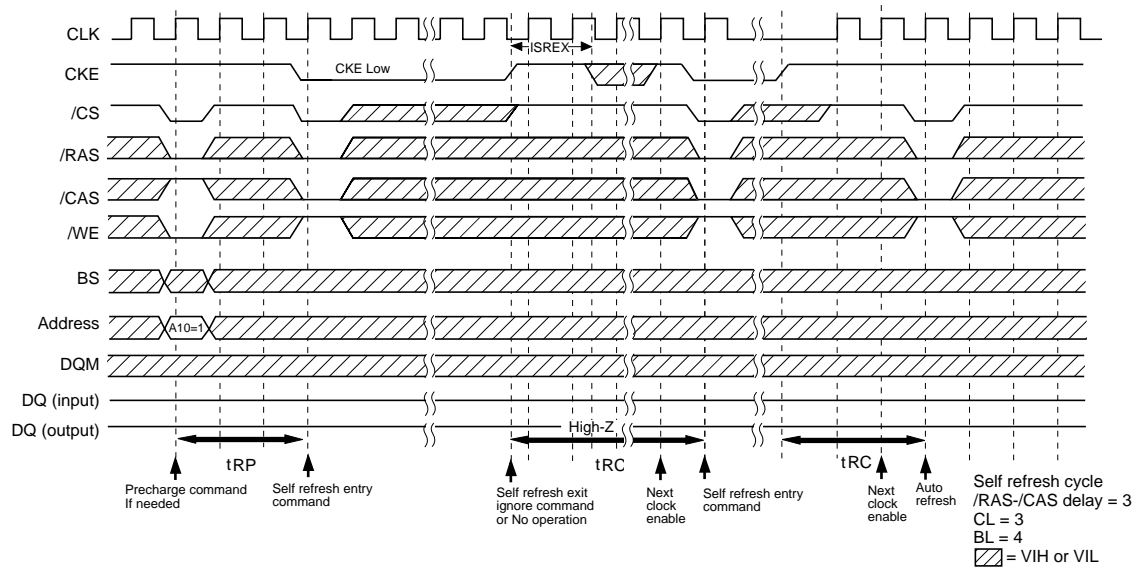 CLK
lSREX
CKE
CKE Low
/CS
/RAS
/CAS
/WE
BS
Address
A10=1
DQM
DQ (input)
DQ (output)
High-Z
tRP
tRC
tRC
Precharge command
If needed
Self refresh entry
command
Self refresh exit
ignore command
or No operation
Next
clock
enable
Self refresh entry
command
Next
clock
enable
Auto
refresh
Self refresh cycle
/RAS-/CAS delay = 3
CL = 3
BL = 4
= VIH or VIL